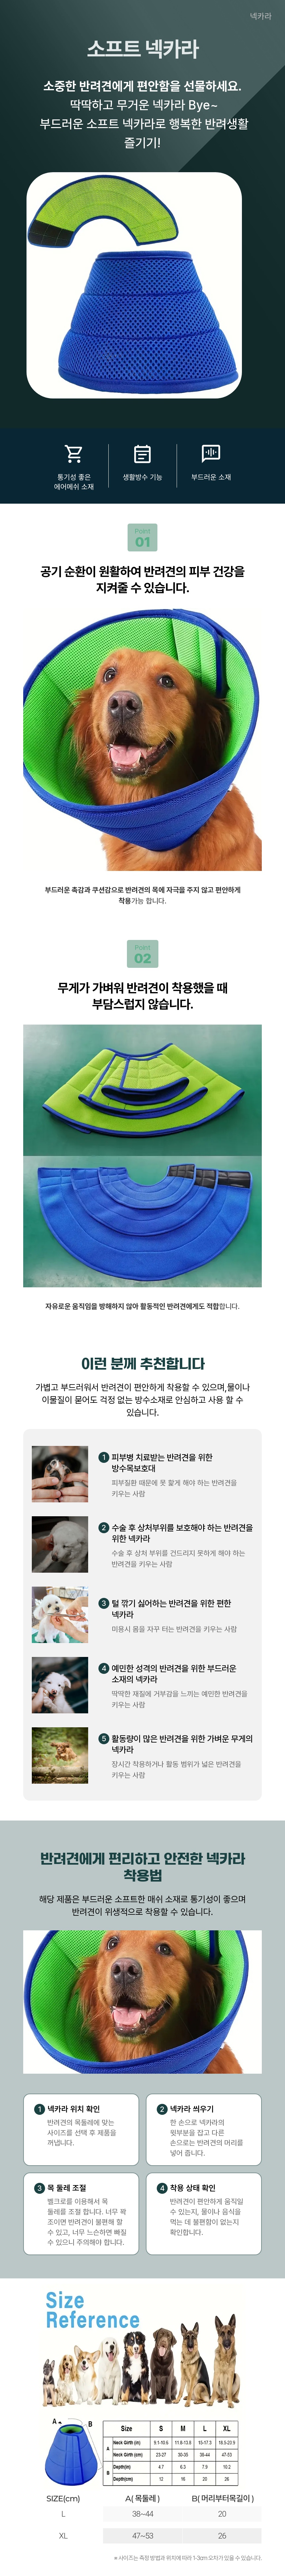 넥카라
소프트 넥카라
소중한 반려견에게 편안함을 선물하세요.
딱딱하고 무거운 넥카라 Bye~
부드러운 소프트 넥카라로 행복한 반려생활
즐기기!
통기성 좋은
에어메쉬 소재
생활방수 기능
부드러운 소재
Point
01
공기 순환이 원활하여 반려견의 피부 건강을
지켜줄 수 있습니다.
부드러운 촉감과 쿠션감으로 반려견의 목에 자극을 주지 않고 편안하게
착용가능 합니다.
Point
02
무게가 가벼워 반려견이 착용했을 때
부담스럽지 않습니다.
자유로운 움직임을 방해하지 않아 활동적인 반려견에게도 적합합니다.
이런 분께 추천합니다
가볍고 부드러워서 반려견이 편안하게 착용할 수 있으며,물이나
이물질이 묻어도 걱정 없는 방수소재로 안심하고 사용 할 수
있습니다.
1 피부병 치료받는 반려견을 위한
방수목보호대
피부질환 때문에 못 핥게 해야 하는 반려견을
키우는 사람
2 수술 후 상처부위를 보호해야 하는 반려견을
위한 넥카라
수술 후 상처 부위를 건드리지 못하게 해야 하는
반려견을 키우는 사람
3 털 깎기 싫어하는 반려견을 위한 편한
넥카라
미용시 몸을 자꾸 터는 반려견을 키우는 사람
4 예민한 성격의 반려견을 위한 부드러운
소재의 넥카라
딱딱한 재질에 거부감을 느끼는 예민한 반려견을
키우는 사람
5 활동량이 많은 반려견을 위한 가벼운 무게의
넥카라
장시간 착용하거나 활동 범위가 넓은 반려견을
키우는 사람
반려견에게 편리하고 안전한 넥카라
착용법
해당 제품은 부드러운 소프트한 매쉬 소재로 통기성이 좋으며
반려견이 위생적으로 착용할 수 있습니다.
1 넥카라 위치 확인
반려견의 목둘레에 맞는
사이즈를 선택 후 제품을
꺼냅니다.
2 넥카라 씌우기
한 손으로 넥카라의
윗부분을 잡고 다른
손으로는 반려견의 머리를
넣어 줍니다.
3 목 둘레 조절
벨크로를 이용해서 목
둘레를 조절 합니다. 너무 꽉
조이면 반려견이 불편해 할
수 있고, 너무 느슨하면 빠질
수 있으니 주의해야 합니다.
4 착용 상태 확인
반려견이 편안하게 움직일
수 있는지, 물이나 음식을
먹는 데 불편함이 없는지
확인합니다.
Size
Reference
A
B
Size S M L XL
A
Neck Girth (in) 9.1-10.6 11.8-13.8 15-17.3 18.5-20.9
Neck Girth (cm) 23-27 30-35 38-44 47-53
B
Depth(in) 4.7 6.3 7.9 10.2
Depth(cm) 12 16 20 26
SIZE(cm) A( 목둘레 ) B( 머리부터목길이 )
L 38~44 20
XL 47~53 26
※ 사이즈는 측정 방법과 위치에 따라 1-3cm 오차가 있을 수 있습니다.